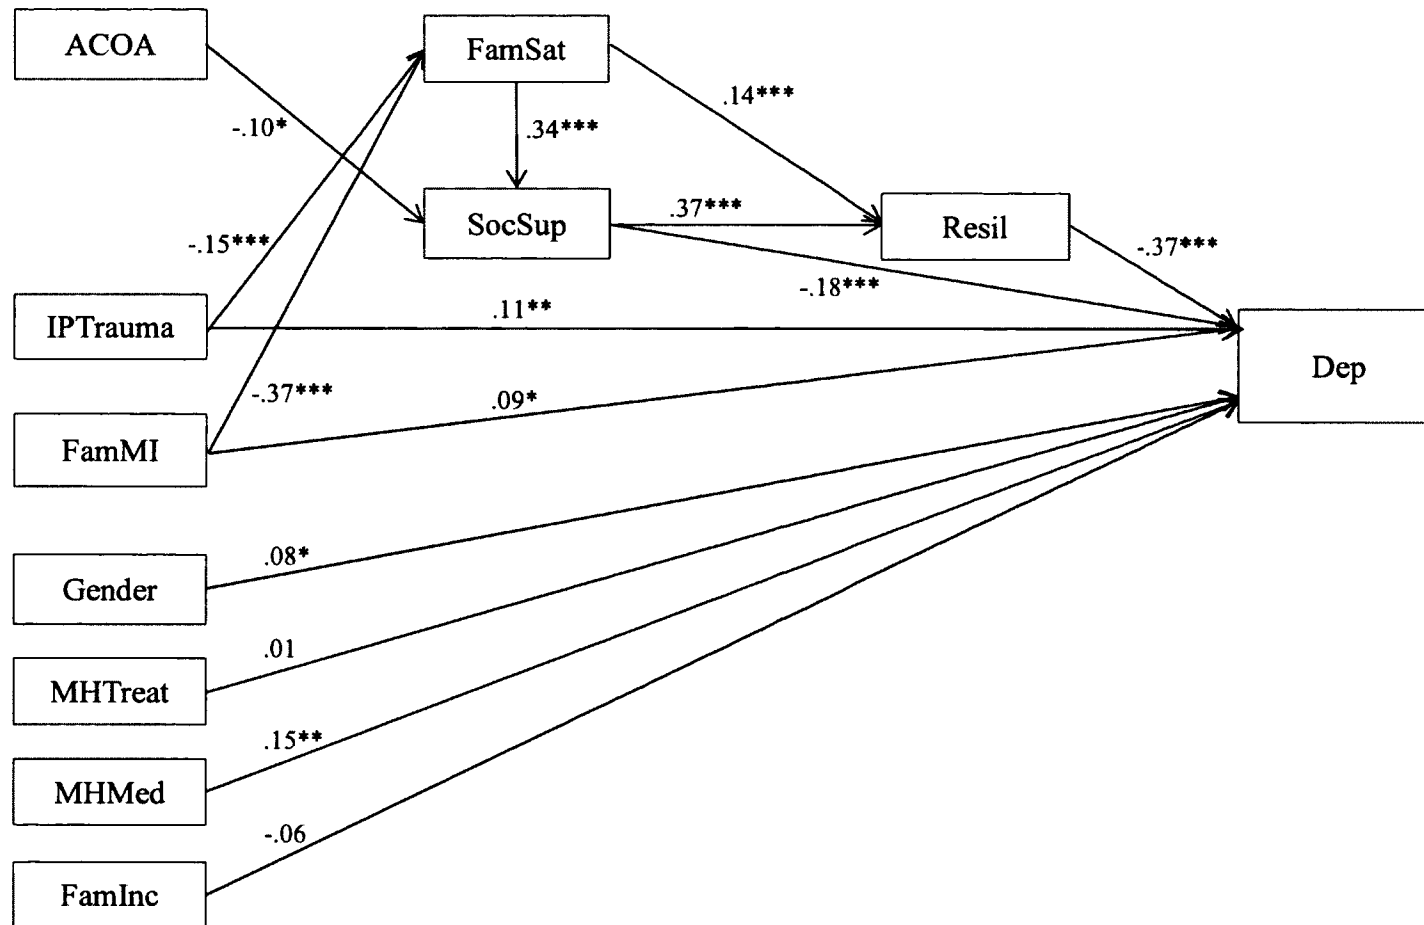 ACOA
FamSat
.14***
-.10*
.34***
SocSup
.37***
Resil
-.15***
-.37***
-.18***
IPTrauma
.11**
Dep
-.37***
.09*
FamMI
.08*
Gender
.01
MHTreat
.15**
MHMed
-.06
FamInc